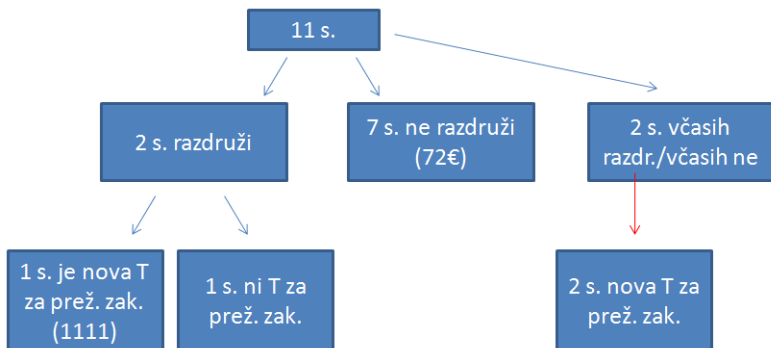 11 s.
2 s. razdruži
7 s. ne razdruži
(72€)
2 s. včasih
razdr./včasih ne
1 s. je nova T
za prež. zak.
(1111)
1 s. ni T za
prež. zak.
2 s. nova T za
prež. zak.